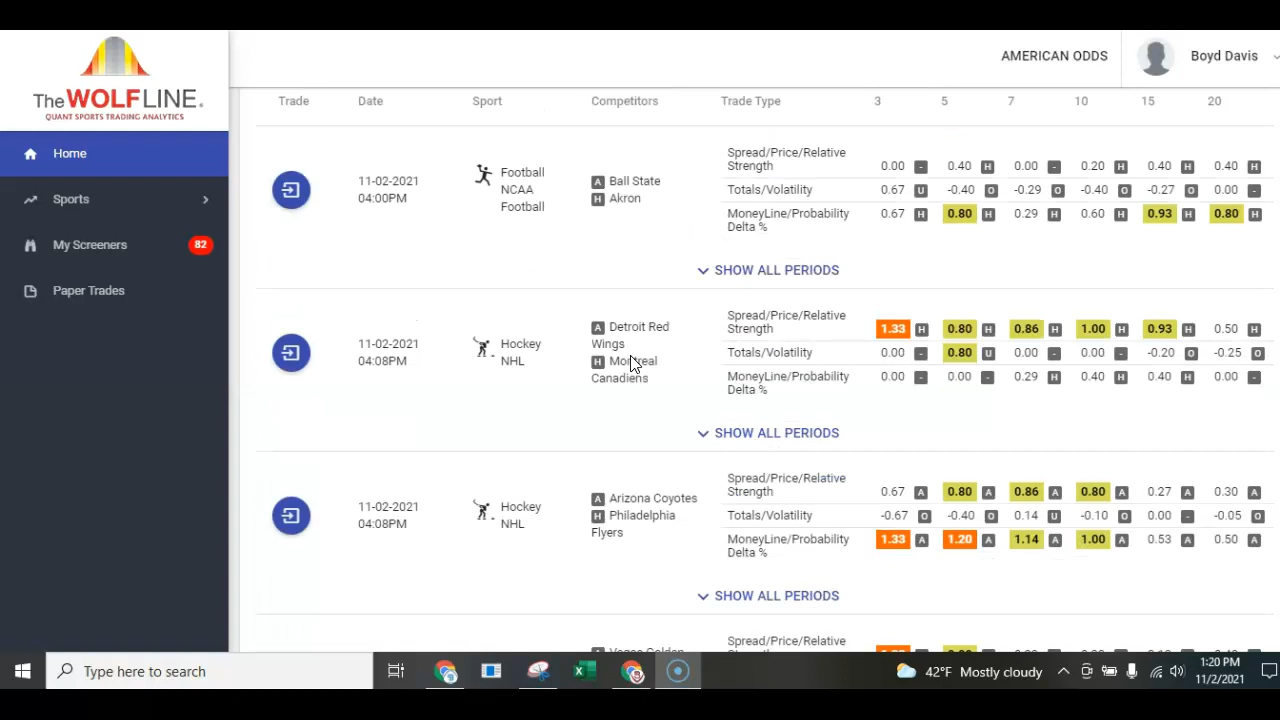 The WOLFLINE®
QUANT SPORTS TRADING ANALYTICS
AMERICAN ODDS
Boyd Davis
Home
Sports
My Screeners 82
Paper Trades
Trade Date Sport Competitors Trade Type 3 5 7 10 15 20
11-02-2021
04:00PM
Football
NCAA
Football
A Ball State
H Akron
Spread/Price/Relative
Strength 0.00 - 0.40 H 0.00 - 0.20 H 0.40 H 0.40 H
Totals/Volatility 0.67 U -0.40 O -0.29 O -0.40 O -0.27 O 0.00 -
MoneyLine/Probability 0.67 H 0.80 H 0.29 H 0.60 H 0.93 H 0.80 H
Delta %
SHOW ALL PERIODS
11-02-2021
04:08PM
Hockey
NHL
A Detroit Red
Wings
H Montreal
Canadiens
Spread/Price/Relative
Strength 1.33 H 0.80 H 0.86 H 1.00 H 0.93 H 0.50 H
Totals/Volatility 0.00 - 0.80 U 0.00 - 0.00 - -0.20 O -0.25 O
MoneyLine/Probability 0.00 - 0.00 - 0.29 H 0.40 H 0.40 H 0.00 -
Delta %
SHOW ALL PERIODS
11-02-2021
04:08PM
Hockey
NHL
A Arizona Coyotes
H Philadelphia
Flyers
Spread/Price/Relative
Strength 0.67 A 0.80 A 0.86 A 0.80 A 0.27 A 0.30 A
Totals/Volatility -0.67 O -0.40 O 0.14 U -0.10 O 0.00 - -0.05 O
MoneyLine/Probability 1.33 A 1.20 A 1.14 A 1.00 A 0.53 A 0.50 A
Delta %
SHOW ALL PERIODS
Spread/Price/Relative
Type here to search
42°F Mostly cloudy
1:20 PM
11/2/2021